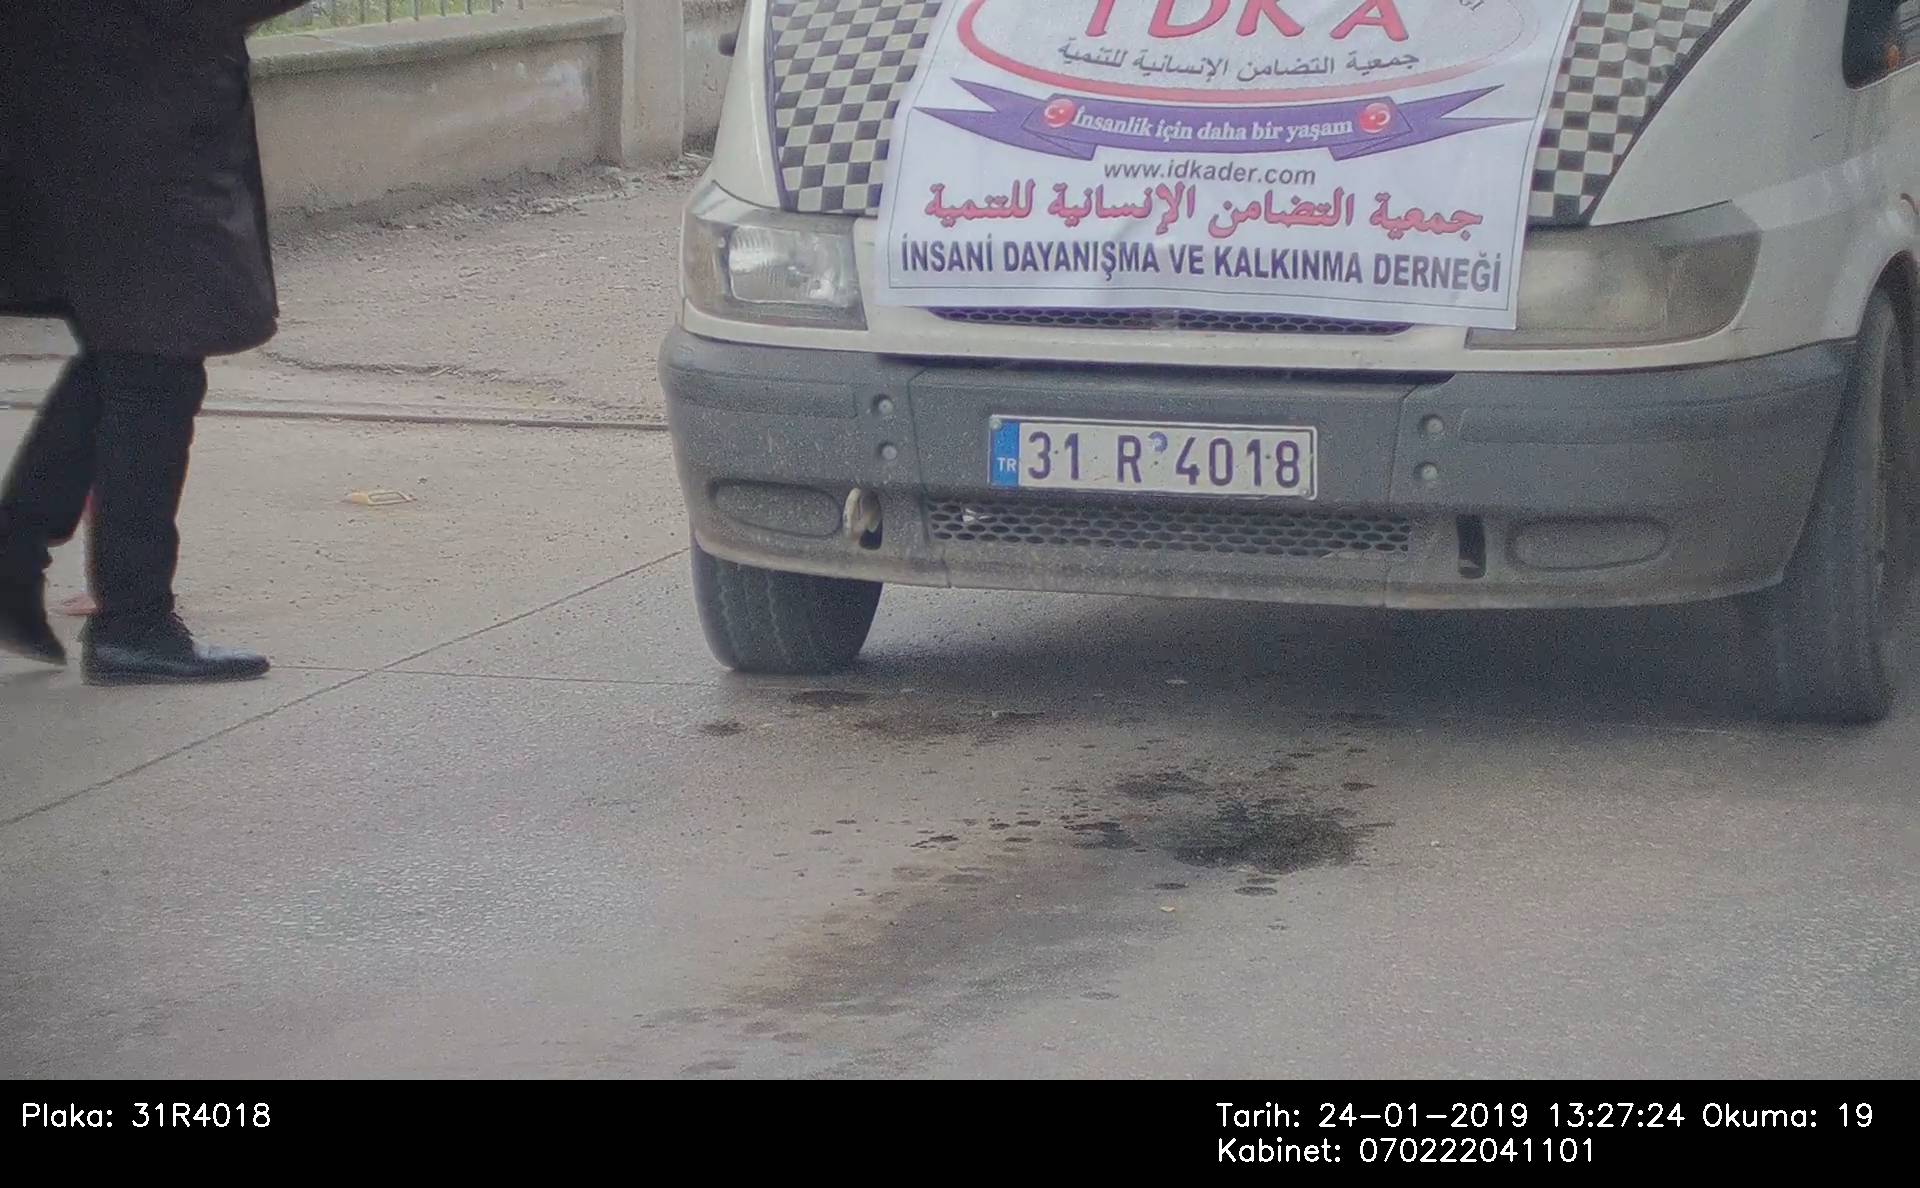 İDKA
جمعية التضامن الإنسانية للتنمية
İnsanlik için daha bir yaşam
www.idkader.com
جمعية التضامن الإنسانية للتنمية
İNSANİ DAYANIŞMA VE KALKINMA DERNEĞİ
TR 31 R 4018
Plaka: 31R4018
Tarih: 24-01-2019 13:27:24 Okuma: 19
Kabinet: 070222041101